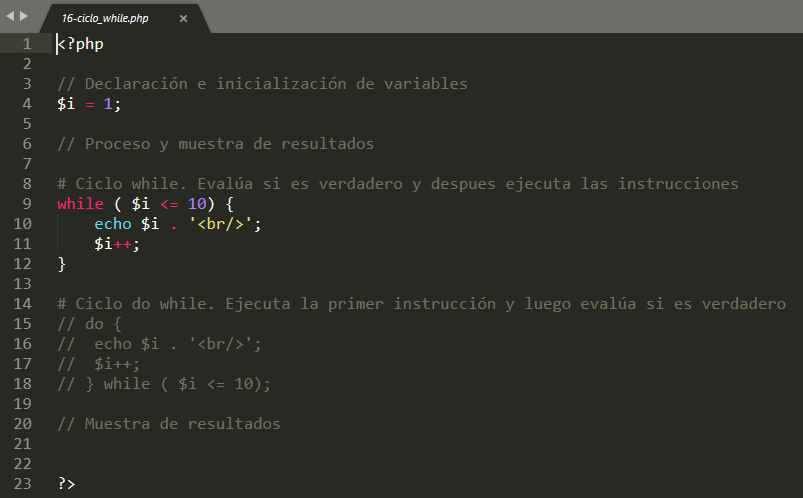 16-ciclo_while.php ×
1 <?php
2
3 // Declaración e inicialización de variables
4 $i = 1;
5
6 // Proceso y muestra de resultados
7
8 # Ciclo while. Evalúa si es verdadero y despues ejecuta las instrucciones
9 while ( $i <= 10) {
10     echo $i . '<br/>';
11     $i++;
12 }
13
14 # Ciclo do while. Ejecuta la primer instrucción y luego evalúa si es verdadero
15 // do {
16 //  echo $i . '<br/>';
17 //  $i++;
18 // } while ( $i <= 10);
19
20 // Muestra de resultados
21
22
23 ?>